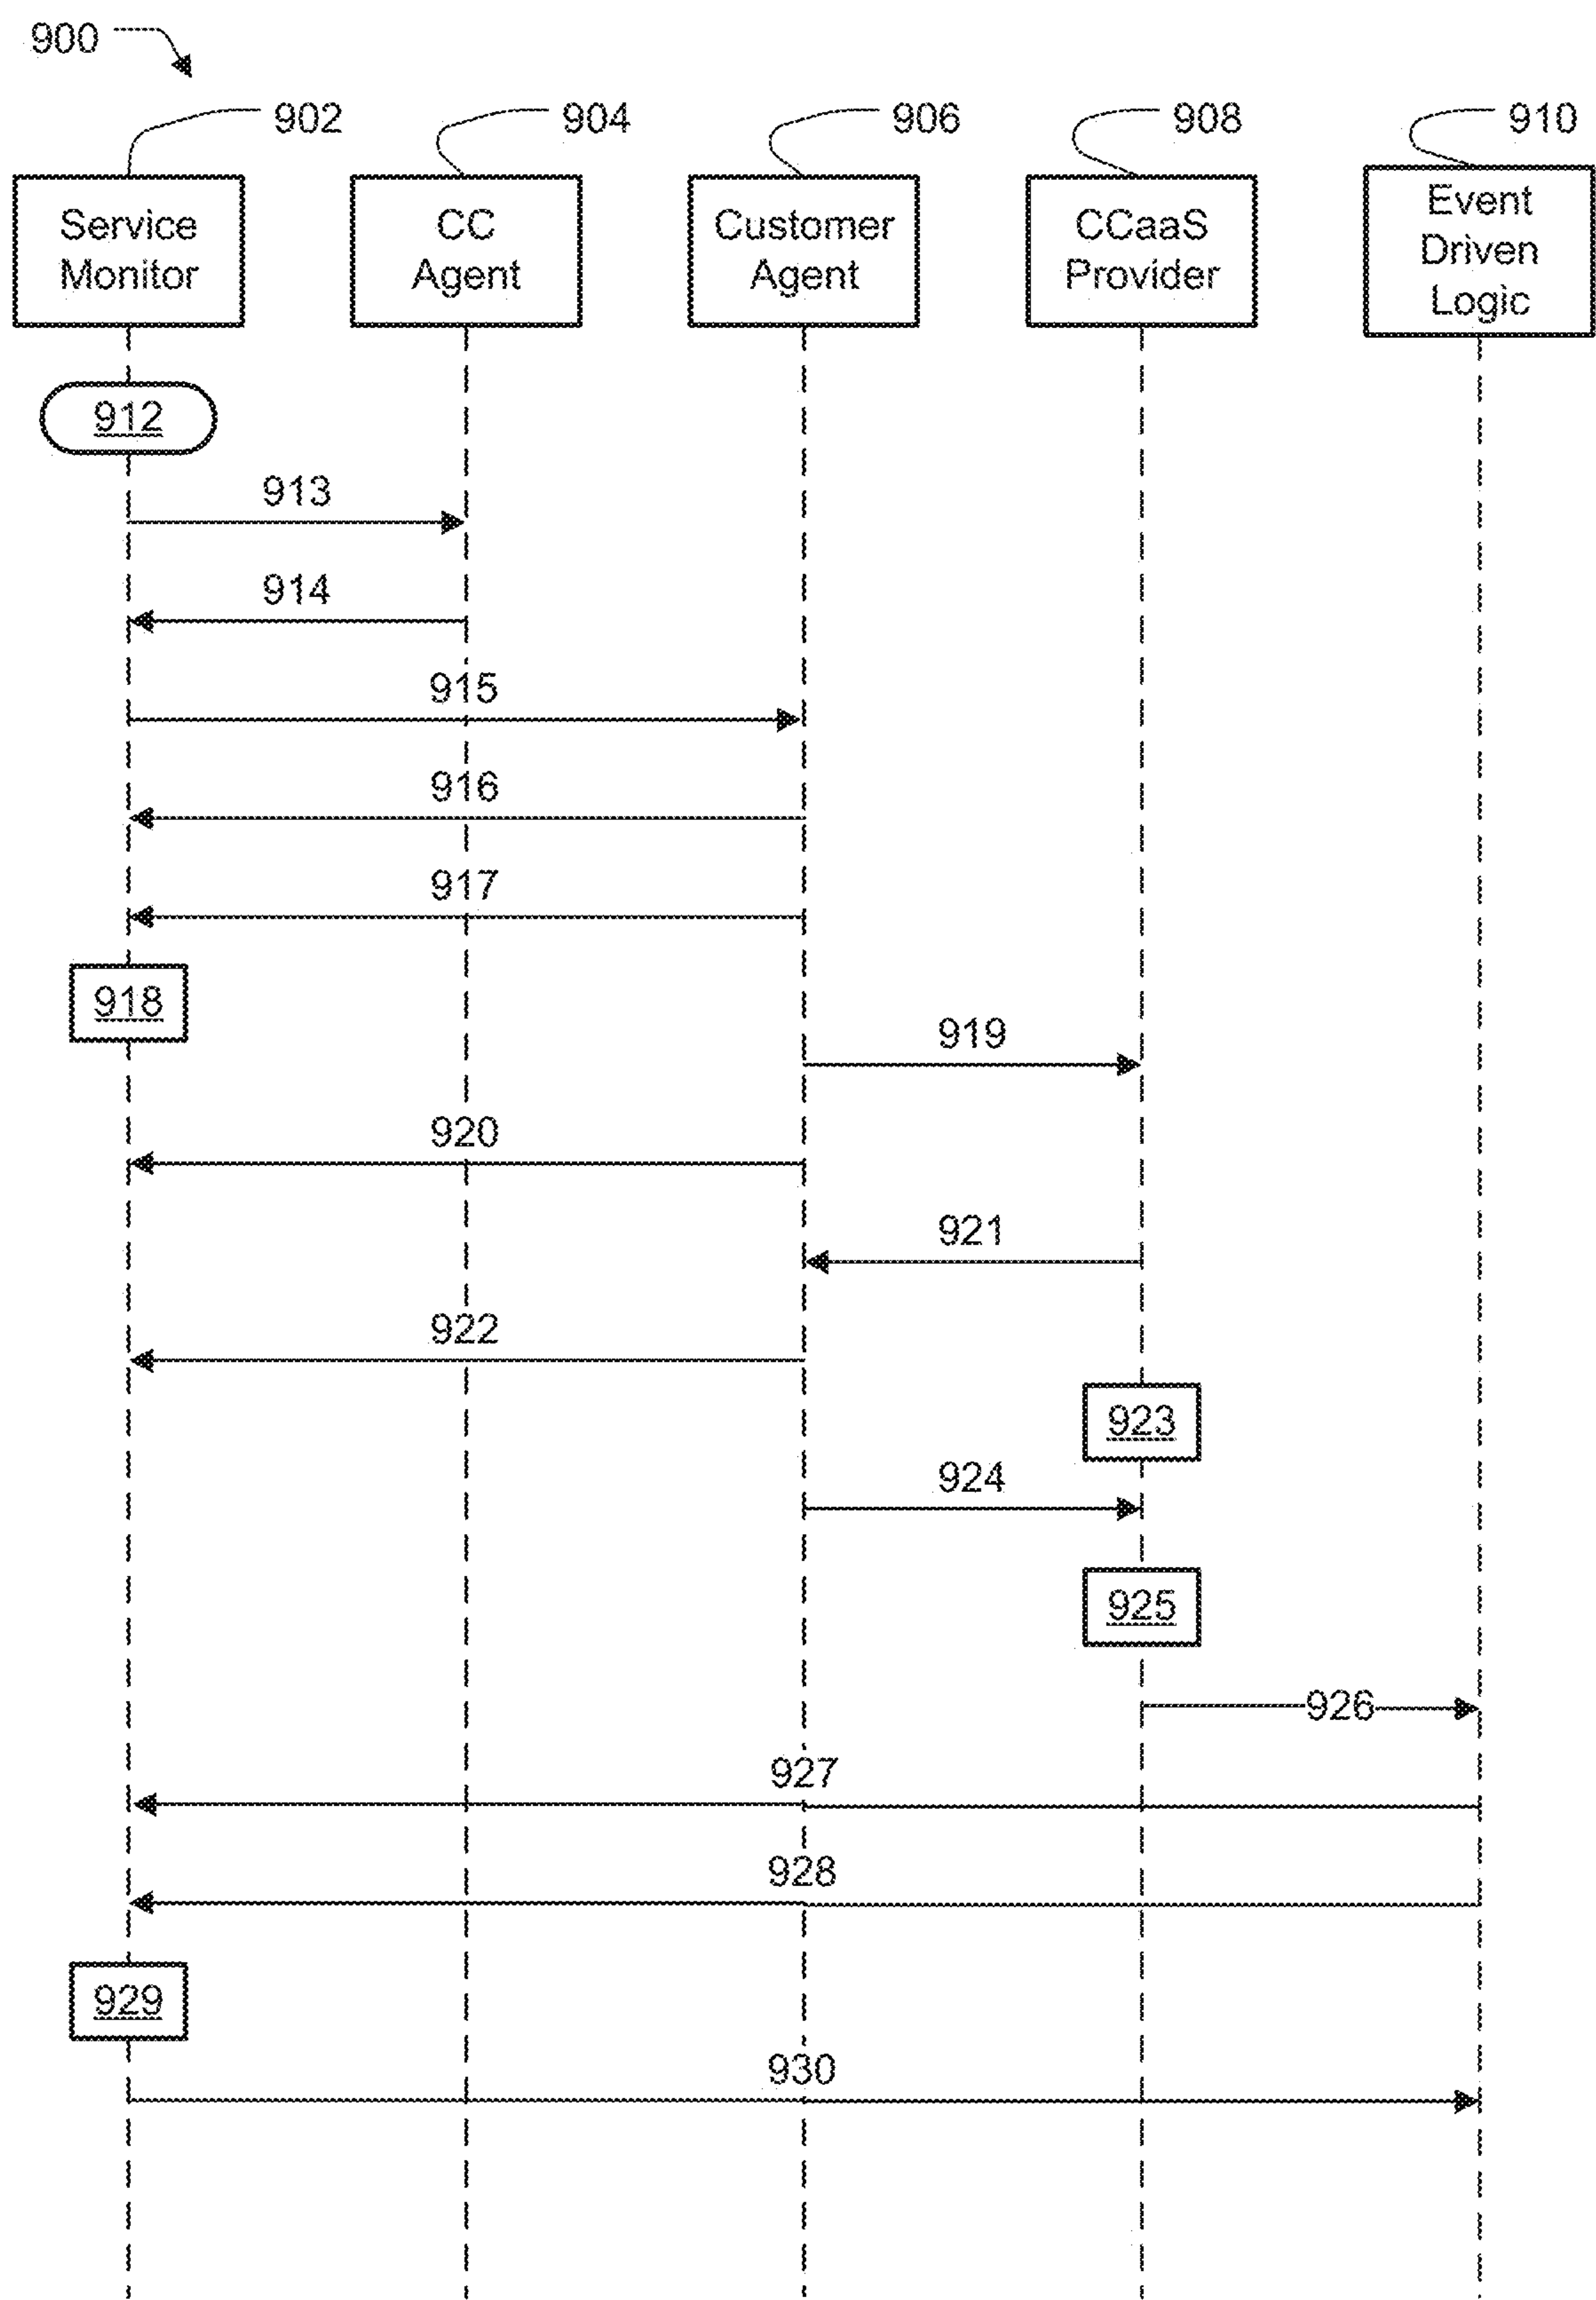 900
902
904
906
908
910
Service
Monitor
CC
Agent
Customer
Agent
CCaaS
Provider
Event
Driven
Logic
912
913
914
915
916
917
918
919
920
921
922
923
924
925
926
927
928
929
930